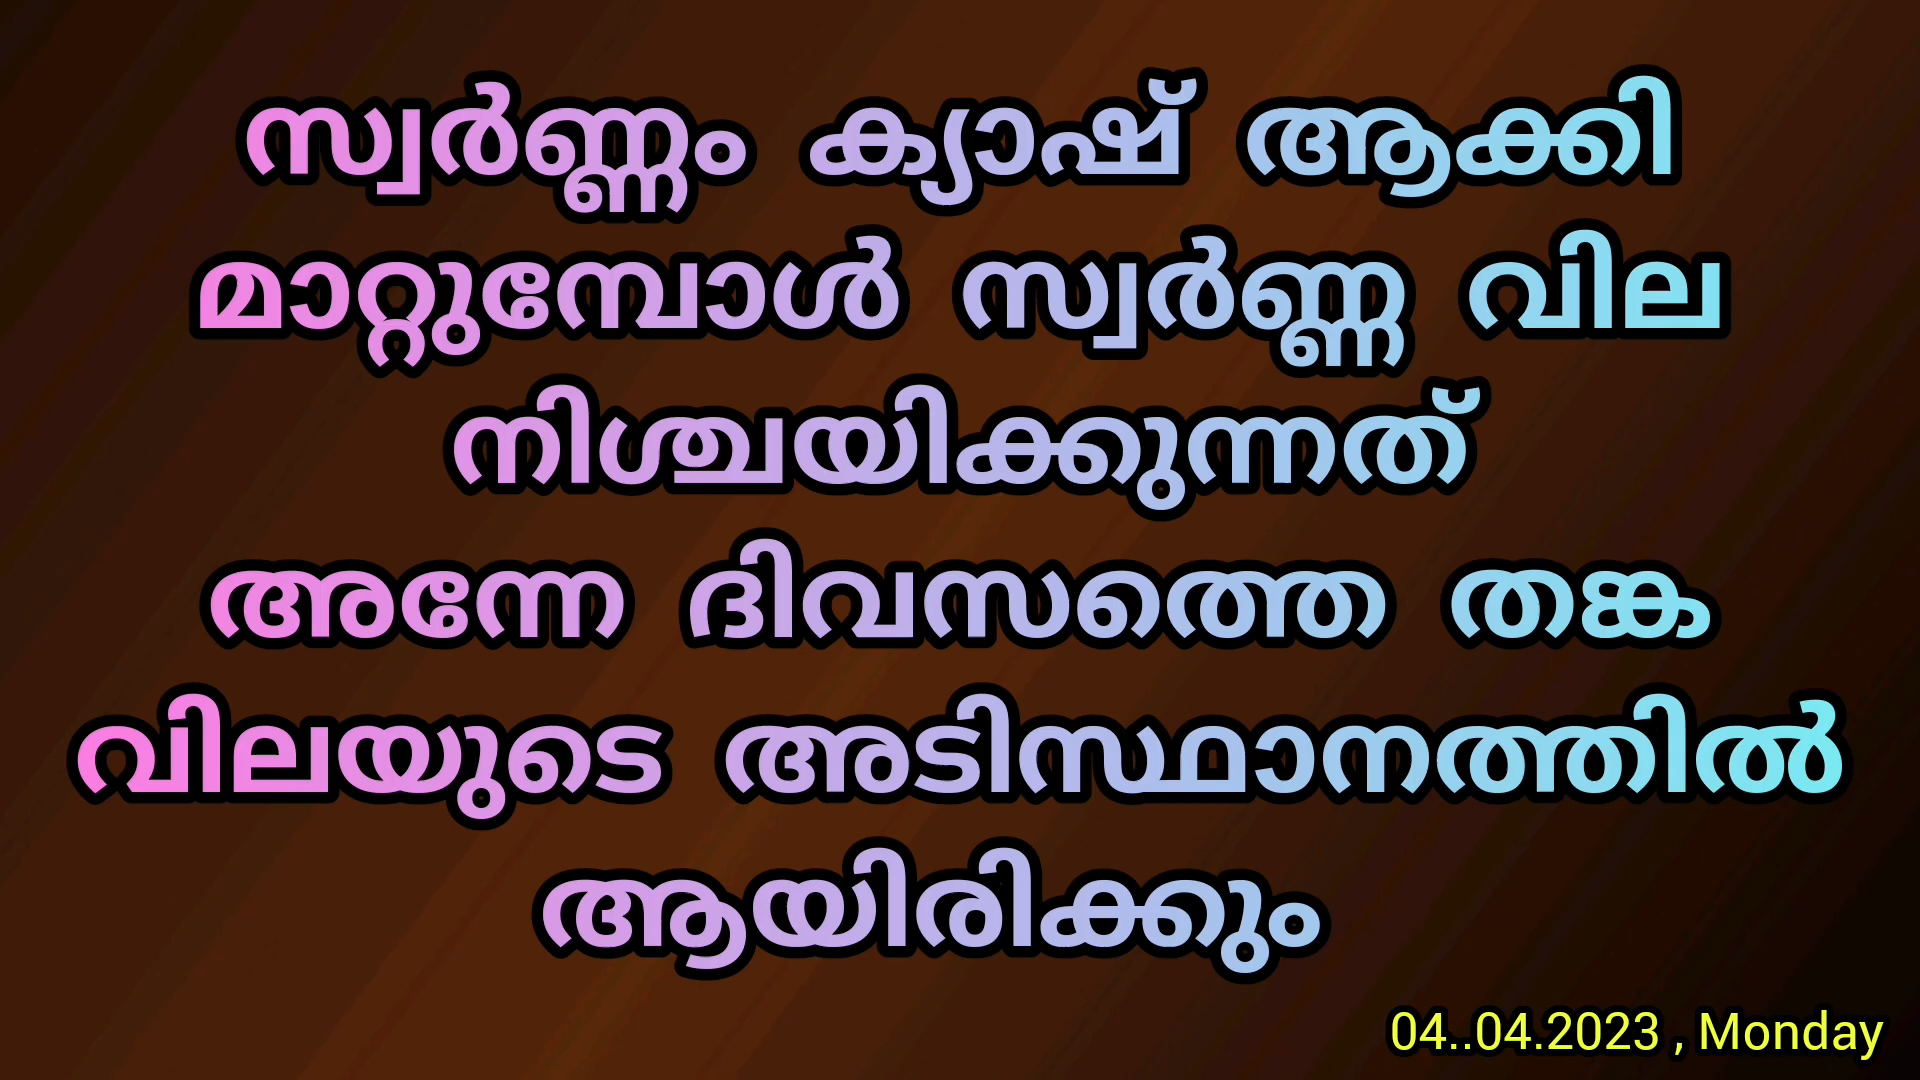 സ്വർണ്ണം ക്യാഷ് ആക്കി
മാറ്റുമ്പോൾ സ്വർണ്ണ വില
നിശ്ചയിക്കുന്നത്
അന്നേ ദിവസത്തെ തങ്ക
വിലയുടെ അടിസ്ഥാനത്തിൽ
ആയിരിക്കും
04..04.2023 , Monday